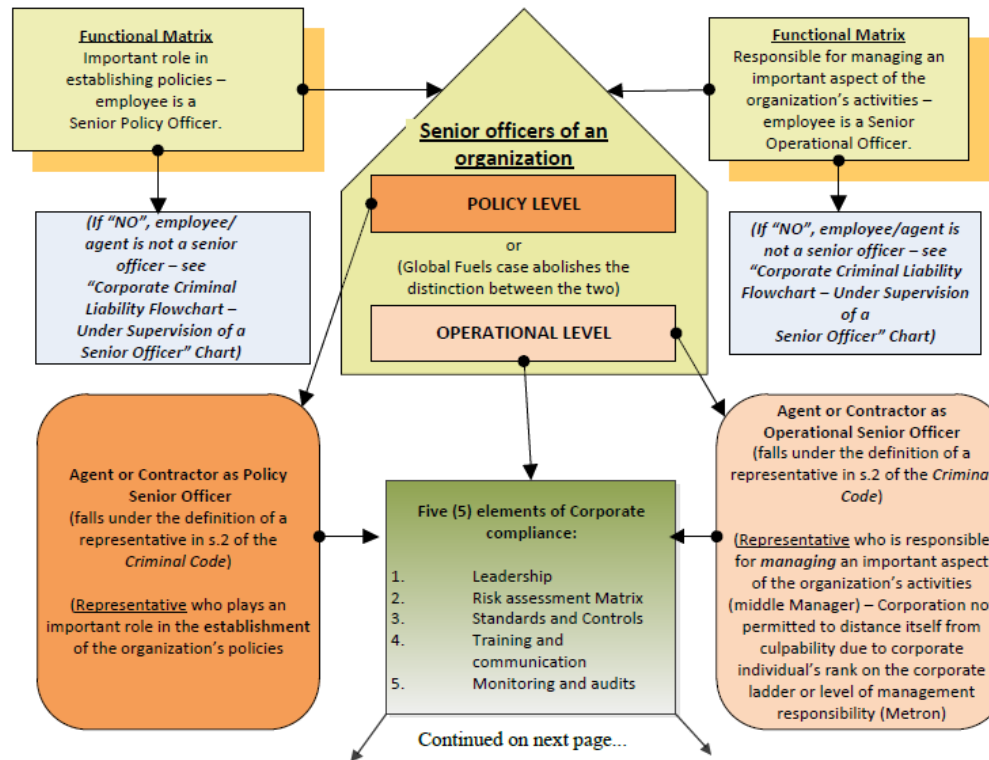 Functional Matrix
Important role in
establishing policies –
employee is a
Senior Policy Officer.
Functional Matrix
Responsible for managing an
important aspect of the
organization's activities –
employee is a Senior
Operational Officer.
Senior officers of an
organization
POLICY LEVEL
or
(Global Fuels case abolishes the
distinction between the two)
OPERATIONAL LEVEL
(If "NO", employee/
agent is not a senior
officer – see
"Corporate Criminal
Liability Flowchart –
Under Supervision of a
Senior Officer" Chart)
(If "NO", employee/agent is
not a senior officer – see
"Corporate Criminal Liability
Flowchart – Under Supervision
of a
Senior Officer" Chart)
Agent or Contractor as Policy
Senior Officer
(falls under the definition of a
representative in s.2 of the
Criminal Code)
(Representative who plays an
important role in the establishment
of the organization's policies
Five (5) elements of Corporate
compliance:
1. Leadership
2. Risk assessment Matrix
3. Standards and Controls
4. Training and
communication
5. Monitoring and audits
Agent or Contractor as
Operational Senior Officer
(falls under the definition of a
representative in s.2 of the Crimina
Code)
(Representative who is responsible
for managing an important aspect
of the organization's activities
(middle Manager) – Corporation no
permitted to distance itself from
culpability due to corporate
individual's rank on the corporate
ladder or level of management
responsibility (Metron)
Continued on next page...